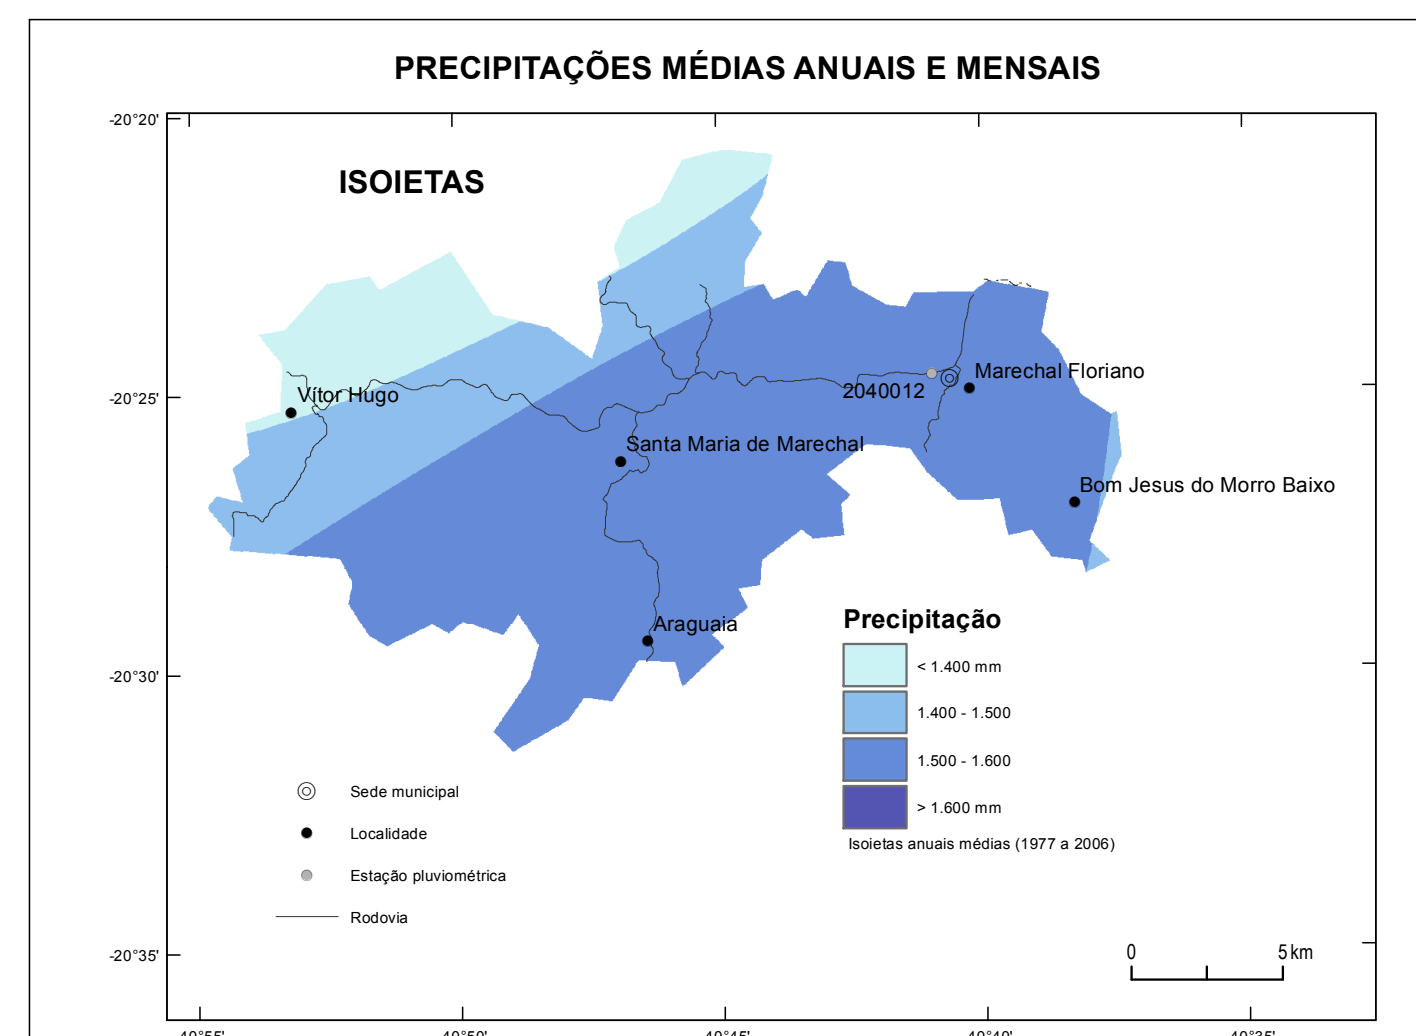 PRECIPITAÇÕES MÉDIAS ANUAIS E MENSAIS
-20°20'
ISOIETAS
Marechal Floriano
2040012
Vítor Hugo
-20°25'
Santa Maria de Marechal
Bom Jesus do Morro Baixo
Precipitação
Araguaia
< 1.400 mm
-20°30'
1.400 - 1.500
1.500 - 1.600
> 1.600 mm
Isoietas anuais médias (1977 a 2006)
Sede municipal
Localidade
Estação pluviométrica
Rodovia
-20°35'
0 5 km